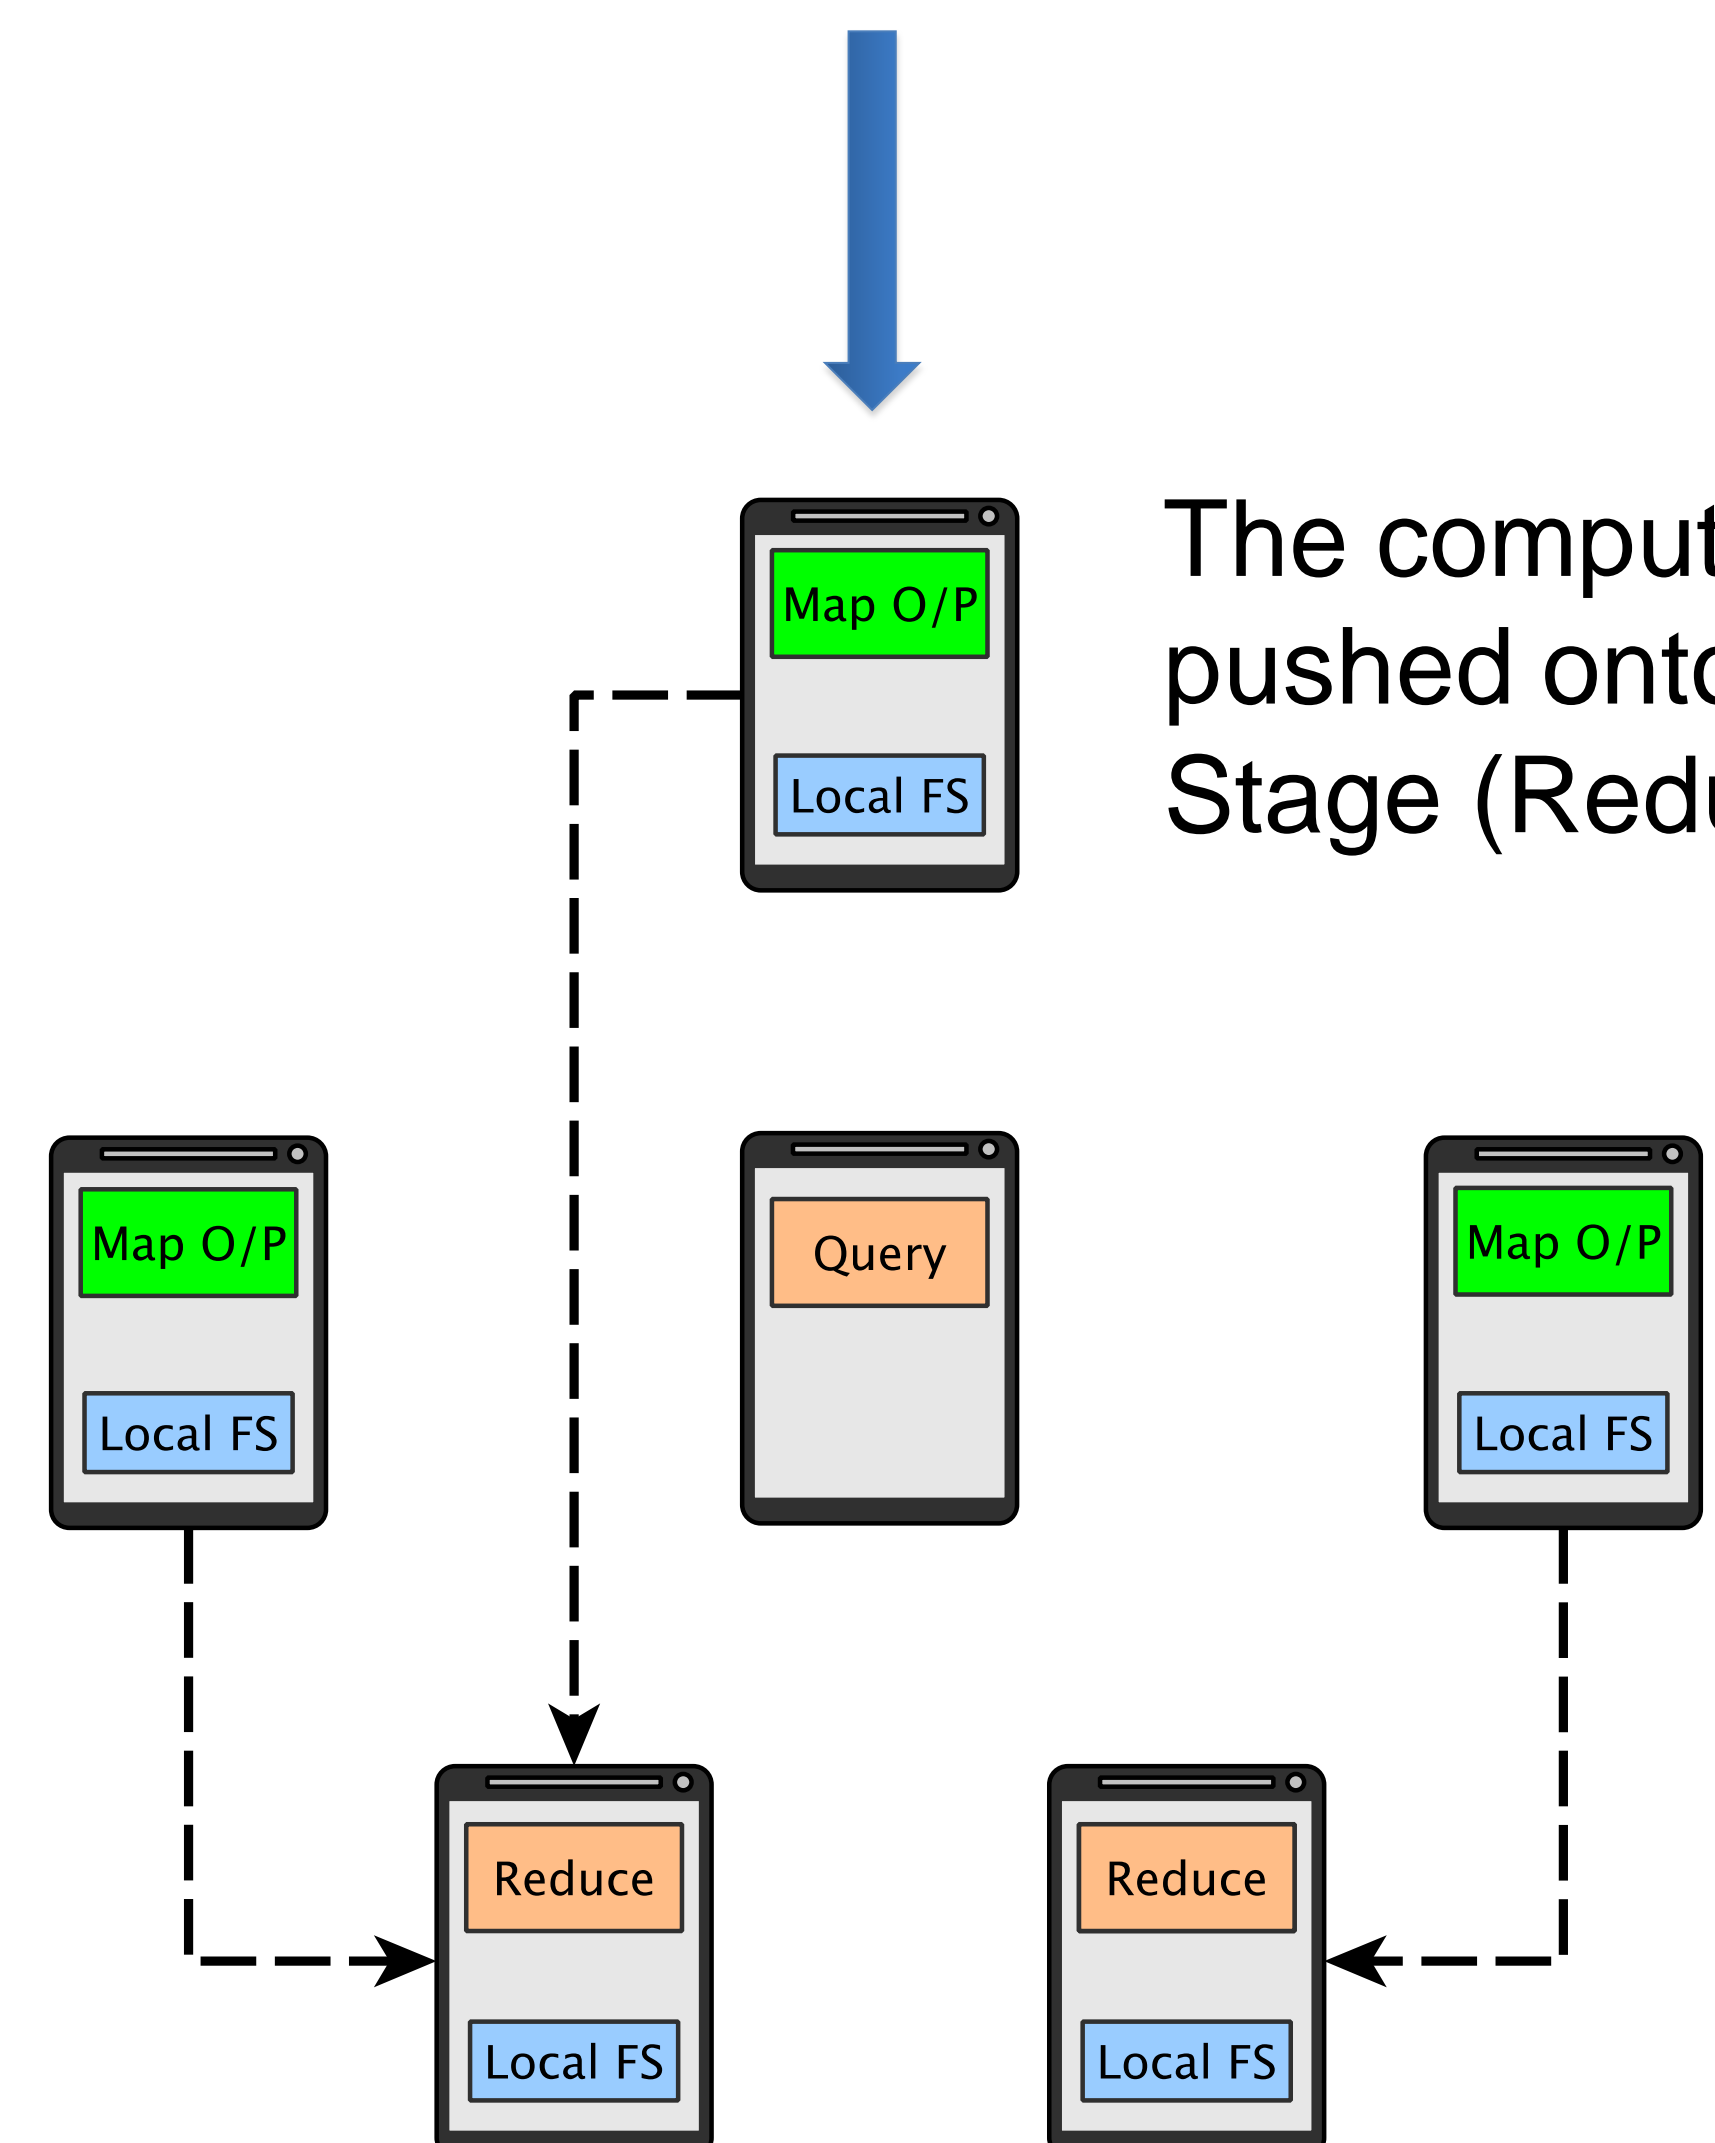 Map O/P
Local FS
The comput
pushed onto
Stage (Redu
Map O/P
Local FS
Query
Map O/P
Local FS
Reduce
Local FS
Reduce
Local FS